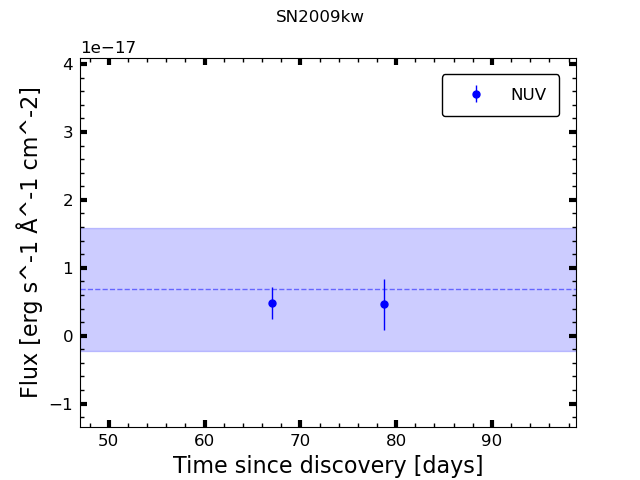 SN2009kw
1e−17
4
3
2
1
0
−1
NUV
Flux [erg s^-1 Å^-1 cm^-2]
50 60 70 80 90
Time since discovery [days]